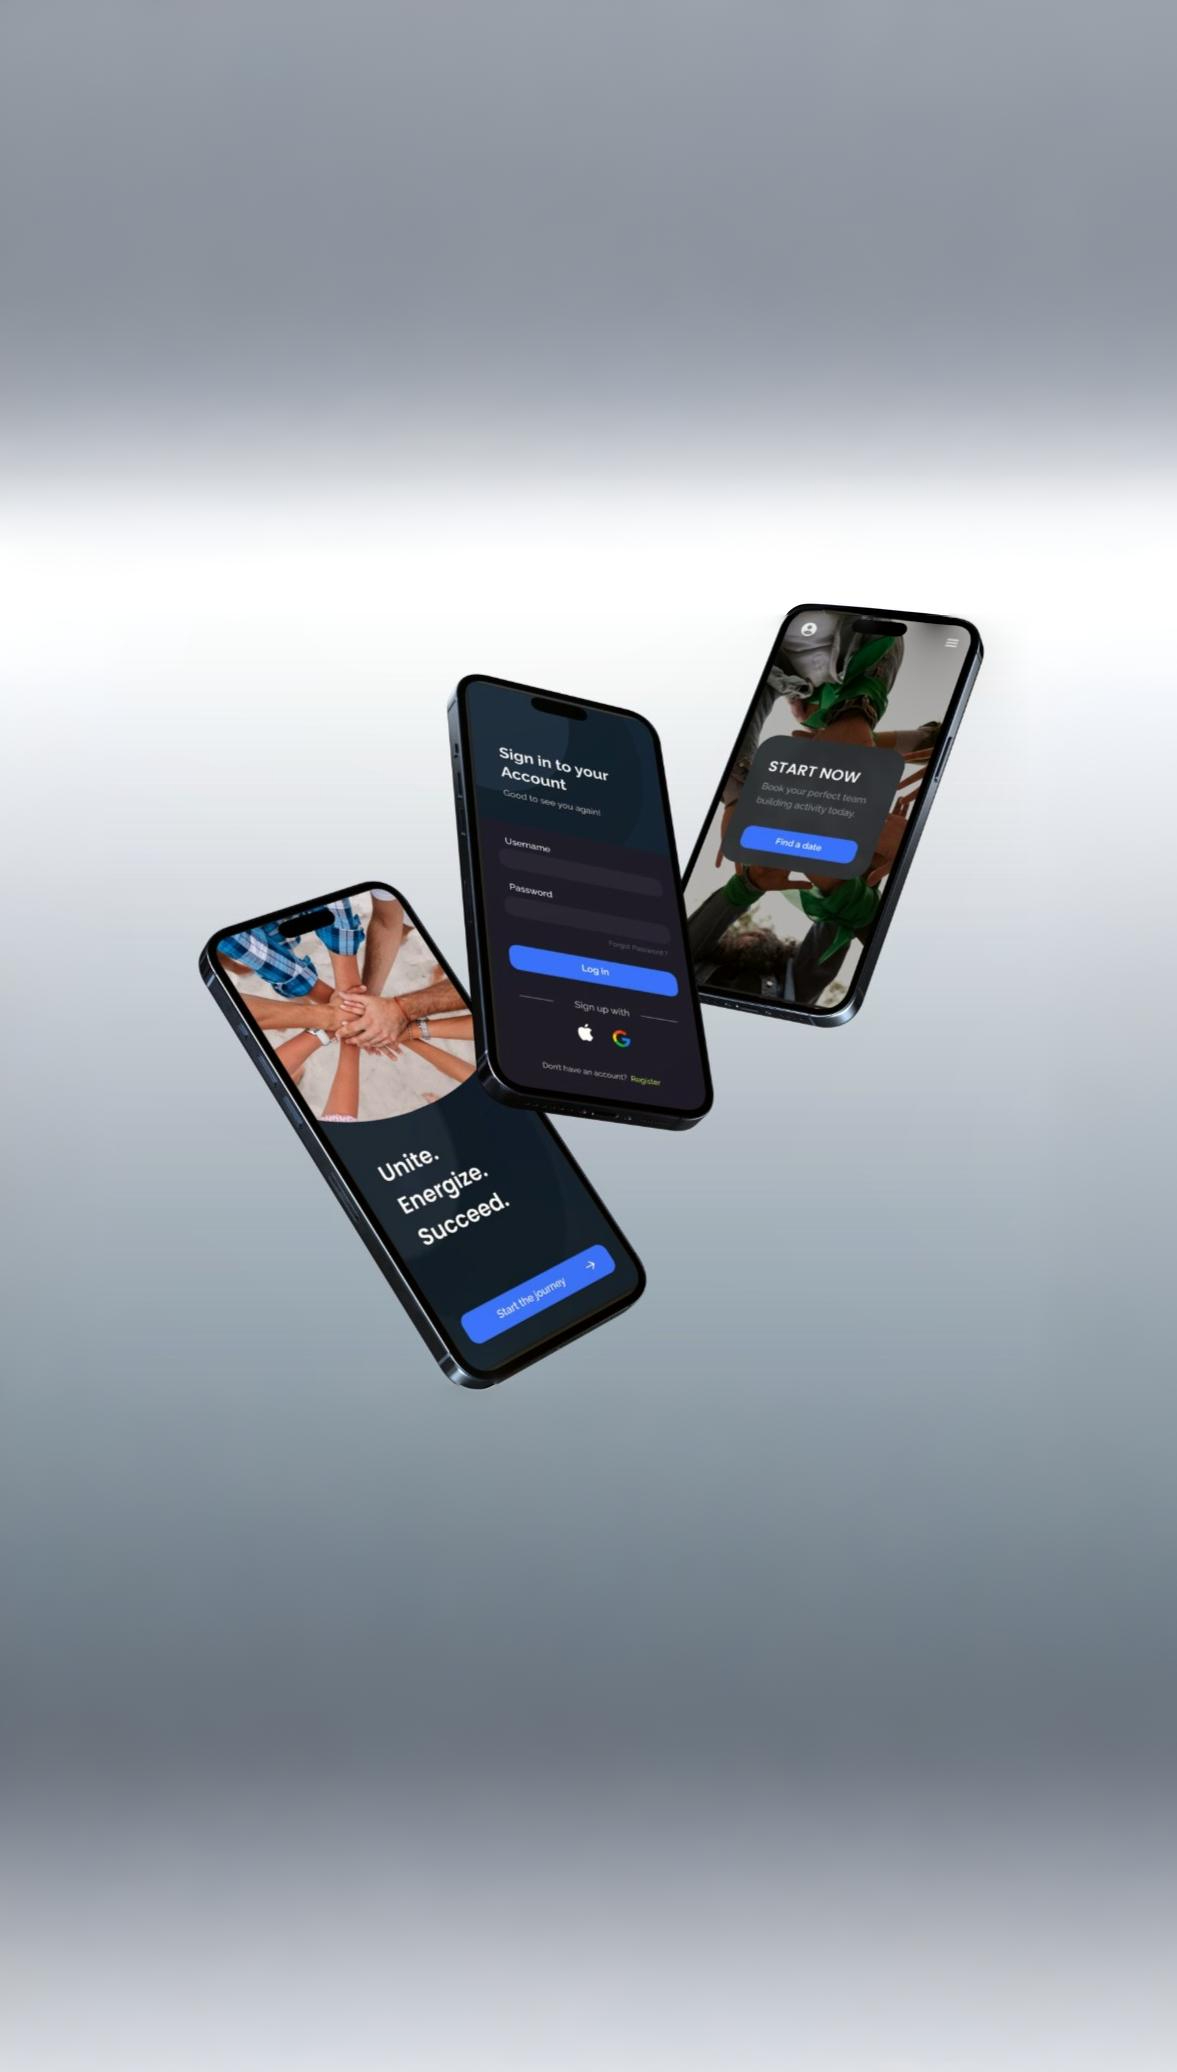 Unite.
Energize.
Succeed.
Start the journey
Sign in to your
Account
Good to see you again!
Username
Password
Forgot Password?
Log in
Sign up with
Don't have an account? Register
START NOW
Book your perfect team
building activity today.
Find a date